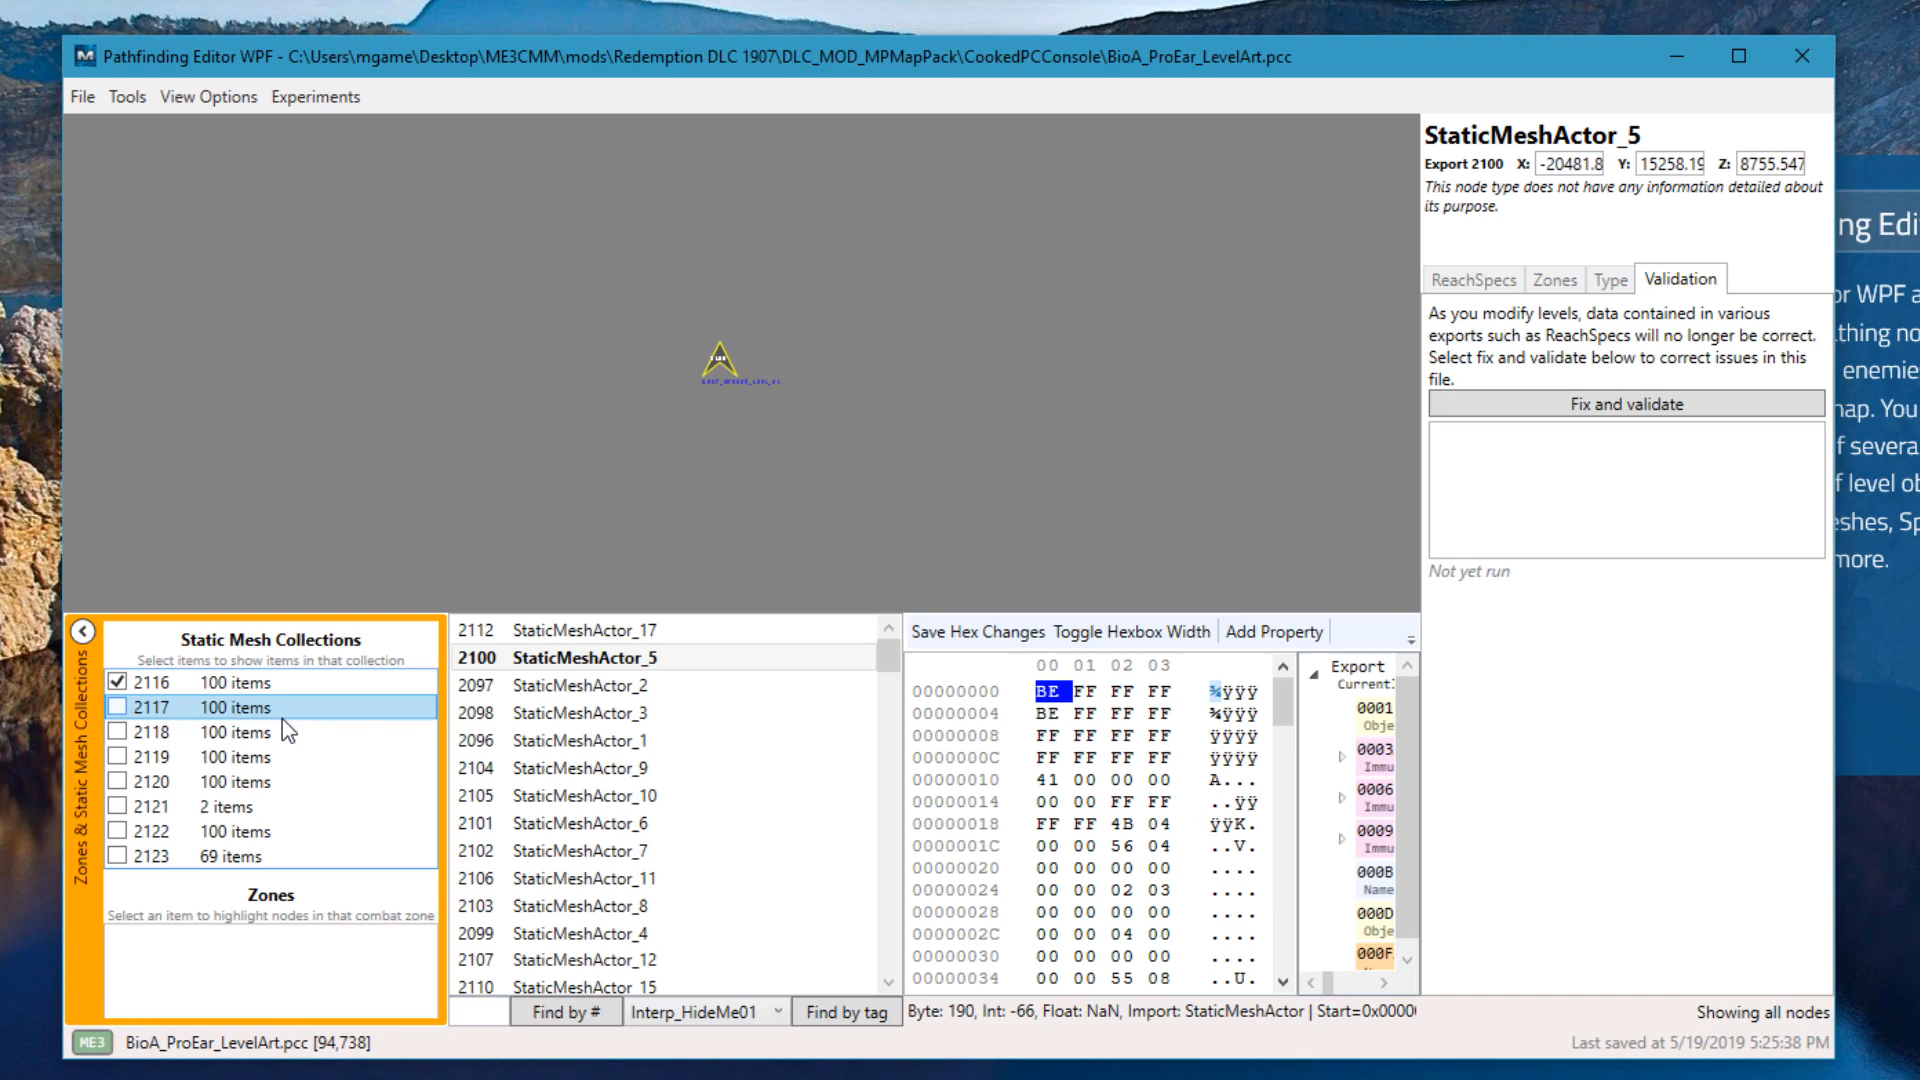 Pathfinding Editor WPF - C:\Users\mgame\Desktop\ME3CMM\mods\Redemption DLC 1907\DLC_MOD_MPMapPack\CookedPCConsole\BioA_ProEar_LevelArt.pcc
File Tools View Options Experiments
StaticMeshActor_5
Export 2100 X: -20481.8 Y: 15258.19 Z: 8755.547
This node type does not have any information detailed about
its purpose.
ReachSpecs Zones Type Validation
As you modify levels, data contained in various
exports such as ReachSpecs will no longer be correct.
Select fix and validate below to correct issues in this
file.
Fix and validate
Not yet run
ng Edi
or WPF a
thing no
enemies
map. You
f severa
f level ob
eshes, Sp
more.
Zones & Static Mesh Collections
Static Mesh Collections
Select items to show items in that collection
2116 100 items
2117 100 items
2118 100 items
2119 100 items
2120 100 items
2121 2 items
2122 100 items
2123 69 items
Zones
Select an item to highlight nodes in that combat zone
2112 StaticMeshActor_17
2100 StaticMeshActor_5
2097 StaticMeshActor_2
2098 StaticMeshActor_3
2096 StaticMeshActor_1
2104 StaticMeshActor_9
2105 StaticMeshActor_10
2101 StaticMeshActor_6
2102 StaticMeshActor_7
2106 StaticMeshActor_11
2103 StaticMeshActor_8
2099 StaticMeshActor_4
2107 StaticMeshActor_12
2110 StaticMeshActor_15
Find by # Interp_HideMe01 Find by tag
Save Hex Changes Toggle Hexbox Width Add Property
00 01 02 03
00000000 BE FF FF FF ¾ÿÿÿ
00000004 BE FF FF FF ¾ÿÿÿ
00000008 FF FF FF FF ÿÿÿÿ
0000000C FF FF FF FF ÿÿÿÿ
00000010 41 00 00 00 A...
00000014 00 00 FF FF ..ÿÿ
00000018 FF FF 4B 04 ÿÿK.
0000001C 00 00 56 04 ..V.
00000020 00 00 00 00 ....
00000024 00 00 02 03 ....
00000028 00 00 00 00 ....
0000002C 00 00 04 00 ....
00000030 00 00 00 00 ....
00000034 00 00 55 08 ..U.
Export
Current:
0001
Obje
0003
Immu
0006
Immu
0009
Immu
000B
Name
000D
Obje
000F
Byte: 190, Int: -66, Float: NaN, Import: StaticMeshActor | Start=0x0000
Showing all nodes
ME3 BioA_ProEar_LevelArt.pcc [94,738]
Last saved at 5/19/2019 5:25:38 PM